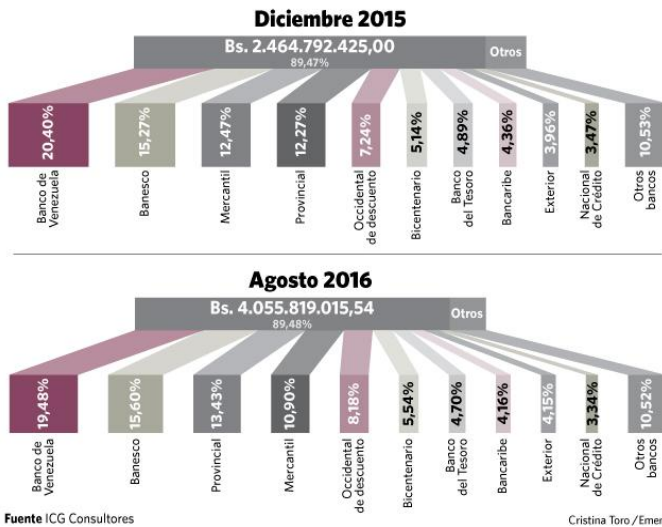 Diciembre 2015
Bs. 2.464.792.425,00
89,47%
Otros
20,40%
15,27%
12,47%
12,27%
7,24%
5,14%
4,89%
4,36%
3,96%
3,47%
10,53%
Banco de
Venezuela
Banesco
Mercantil
Provincial
Occidental
de descuento
Bicentenario
Banco
del Tesoro
Bancaribe
Exterior
Nacional
de Crédito
Otros
bancos
Agosto 2016
Bs. 4.055.819.015,54
89,48%
Otros
19,48%
15,60%
13,43%
10,90%
8,18%
5,54%
4,70%
4,16%
4,15%
3,34%
10,52%
Banco de
Venezuela
Banesco
Provincial
Mercantil
Occidental
de descuento
Bicentenario
Banco
del Tesoro
Bancaribe
Exterior
Nacional
de Crédito
Otros
bancos
Fuente ICG Consultores
Cristina Toro / Emer